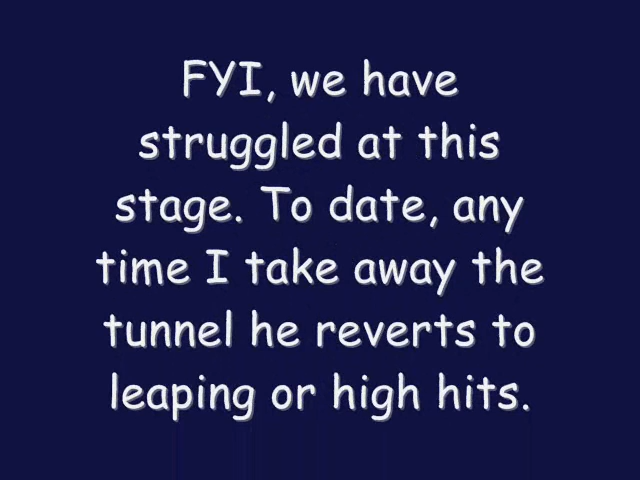 FYI, we have
struggled at this
stage. To date, any
time I take away the
tunnel he reverts to
leaping or high hits.